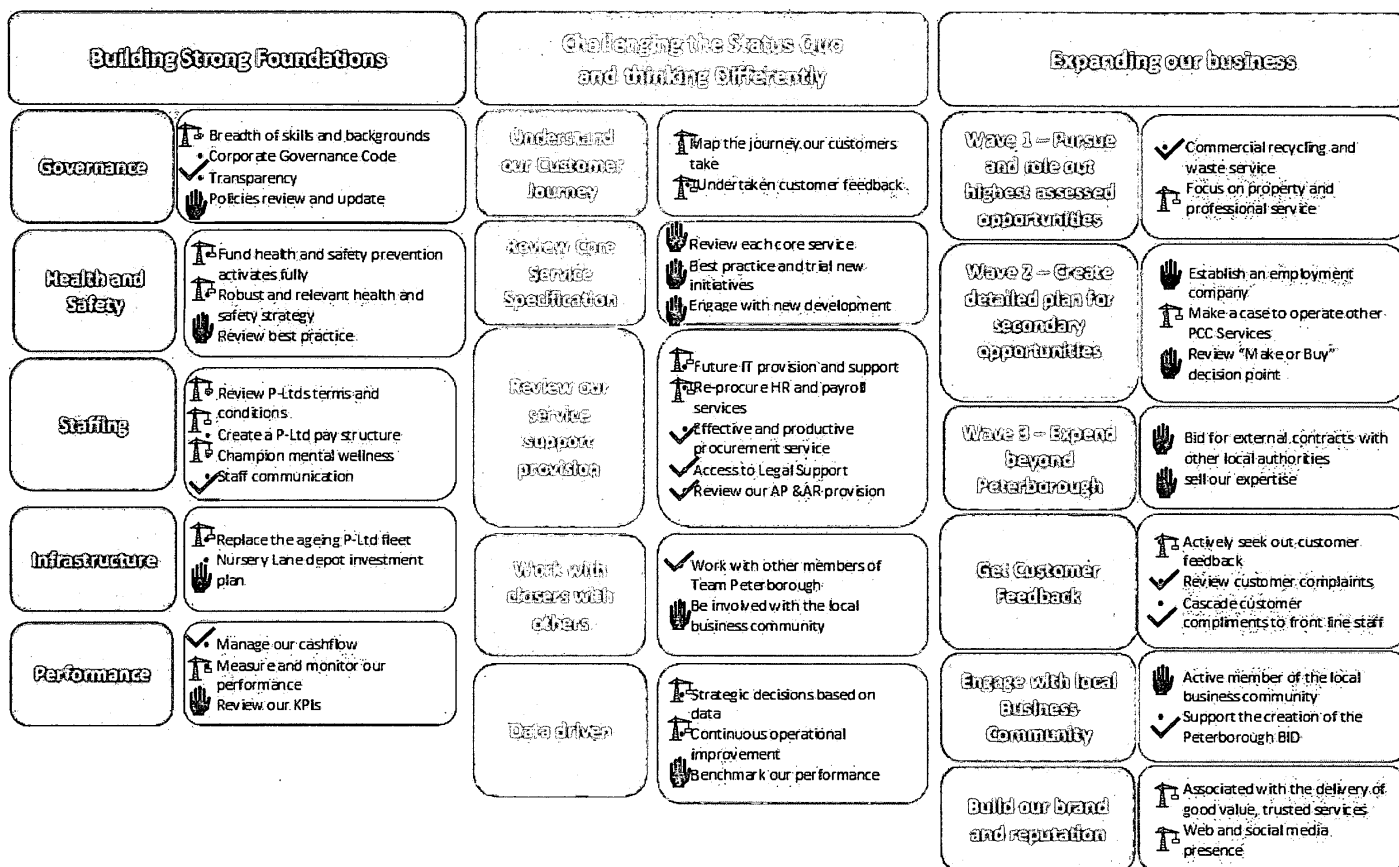 Building Strong Foundations
Governance
Breadth of skills and backgrounds
Corporate Governance Code
Transparency
Policies review and update
Health and
Safety
Fund health and safety prevention
activates fully
Robust and relevant health and
safety strategy
Review best practice
Staffing
Review P-Ltds terms and
conditions
Create a P-Ltd pay structure
Champion mental wellness
Staff communication
Infrastructure
Replace the ageing P-Ltd fleet
Nursery Lane depot investment
plan
Performance
Manage our cashflow
Measure and monitor our
performance
Review our KPIs
Challenging the Status Quo
and thinking Differently
Understand
our Customer
Journey
Map the journey our customers
take
Undertaken customer feedback
Review Core
Service
Specification
Review each core service
Best practice and trial new
initiatives
Engage with new development
Review our
service
support
provision
Future IT provision and support
Re-procure HR and payroll
services
Effective and productive
procurement service
Access to Legal Support
Review our AP &AR provision
Work with
closers with
others
Work with other members of
Team Peterborough
Be involved with the local
business community
Data driven
Strategic decisions based on
data
Continuous operational
improvement
Benchmark our performance
Expanding our business
Wave 1 – Pursue
and role out
highest assessed
opportunities
Commercial recycling and
waste service
Focus on property and
professional service
Wave 2 – Create
detailed plan for
secondary
opportunities
Establish an employment
company
Make a case to operate other
PCC Services
Review "Make or Buy"
decision point
Wave 3 – Expend
beyond
Peterborough
Bid for external contracts with
other local authorities
sell our expertise
Get Customer
Feedback
Actively seek out customer
feedback
Review customer complaints
Cascade customer
compliments to front line staff
Engage with local
Business
Community
Active member of the local
business community
Support the creation of the
Peterborough BID
Build our brand
and reputation
Associated with the delivery of
good value, trusted services
Web and social media
presence